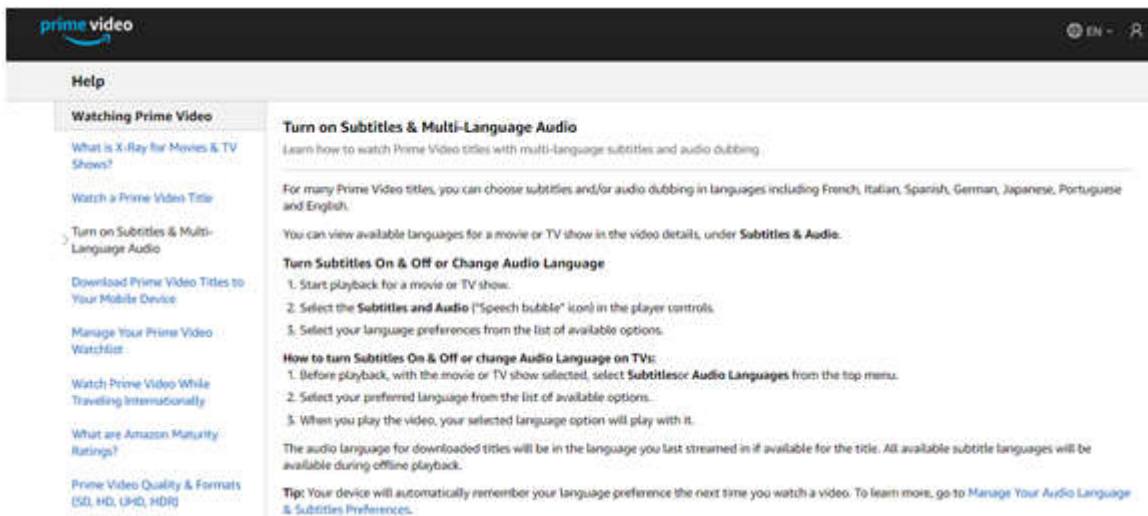 prime video
EN
Help
Watching Prime Video
What is X-Ray for Movies & TV
Shows?
Watch a Prime Video Title
Turn on Subtitles & Multi-
Language Audio
Download Prime Video Titles to
Your Mobile Device
Manage Your Prime Video
Watchlist
Watch Prime Video While
Traveling Internationally
What are Amazon Maturity
Ratings?
Prime Video Quality & Formats
(SD, HD, UHD, HDR)
Turn on Subtitles & Multi-Language Audio
Learn how to watch Prime Video titles with multi-language subtitles and audio dubbing.
For many Prime Video titles, you can choose subtitles and/or audio dubbing in languages including French, Italian, Spanish, German, Japanese, Portuguese
and English.
You can view available languages for a movie or TV show in the video details, under Subtitles & Audio.
Turn Subtitles On & Off or Change Audio Language
1. Start playback for a movie or TV show.
2. Select the Subtitles and Audio ("Speech bubble" icon) in the player controls.
3. Select your language preferences from the list of available options.
How to turn Subtitles On & Off or change Audio Language on TVs:
1. Before playback, with the movie or TV show selected, select Subtitlesor Audio Languages from the top menu.
2. Select your preferred language from the list of available options.
3. When you play the video, your selected language option will play with it.
The audio language for downloaded titles will be in the language you last streamed in if available for the title. All available subtitle languages will be
available during offline playback.
Tip: Your device will automatically remember your language preference the next time you watch a video. To learn more, go to Manage Your Audio Language
& Subtitles Preferences.